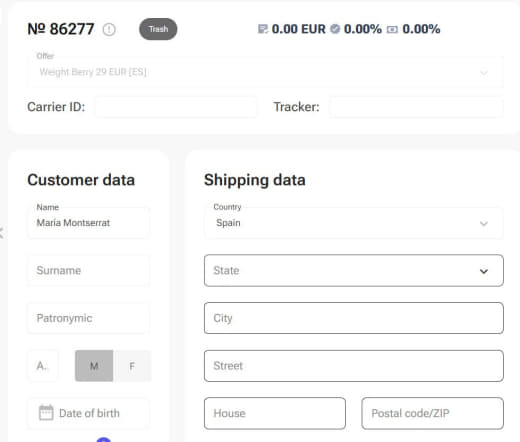 № 86277 Trash 0.00 EUR 0.00% 0.00%
Offer
Weight Berry 29 EUR [ES]
Carrier ID: Tracker:
Customer data
Name
Maria Montserrat
Surname
Patronymic
A.. M F
Date of birth
Shipping data
Country
Spain
State
City
Street
House Postal code/ZIP